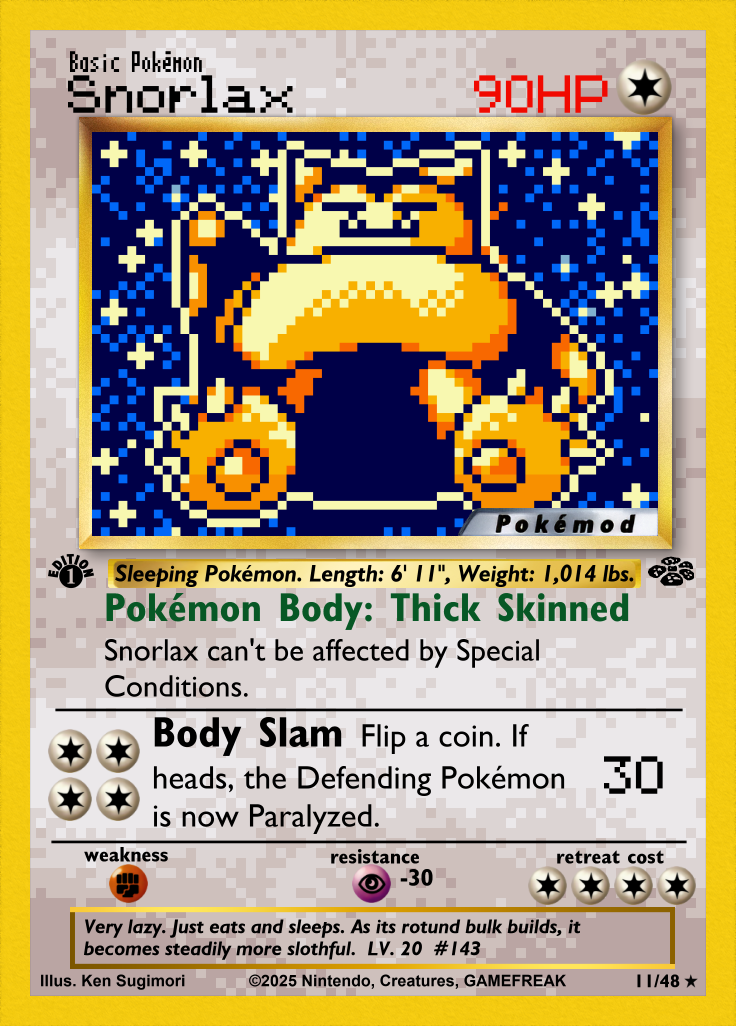 Basic Pokémon
Snorlax
90HP
Pokémod
EDITION
1
Sleeping Pokémon. Length: 6' 11", Weight: 1,014 lbs.
Pokémon Body: Thick Skinned
Snorlax can't be affected by Special
Conditions.
Body Slam Flip a coin. If
heads, the Defending Pokémon
is now Paralyzed.
30
weakness
resistance
-30
retreat cost
Very lazy. Just eats and sleeps. As its rotund bulk builds, it
becomes steadily more slothful. LV. 20 #143
Illus. Ken Sugimori
©2025 Nintendo, Creatures, GAMEFREAK
11/48 ★